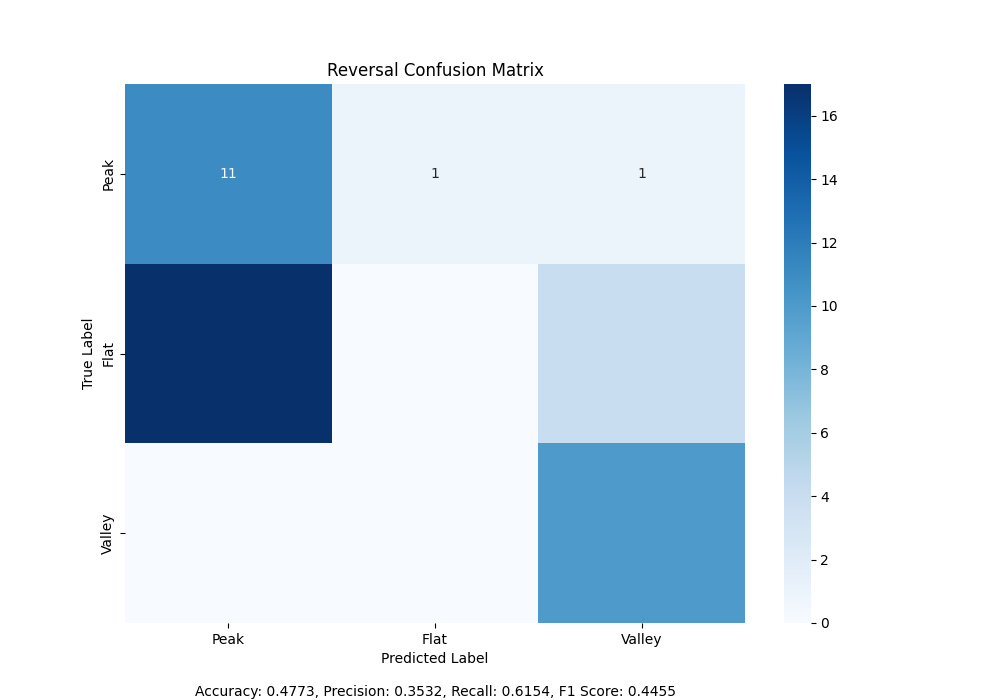 Reversal Confusion Matrix
Peak
11
1
1
True Label
Flat
Valley
Peak
Flat
Valley
Predicted Label
16
14
12
10
8
6
4
2
0
Accuracy: 0.4773, Precision: 0.3532, Recall: 0.6154, F1 Score: 0.4455